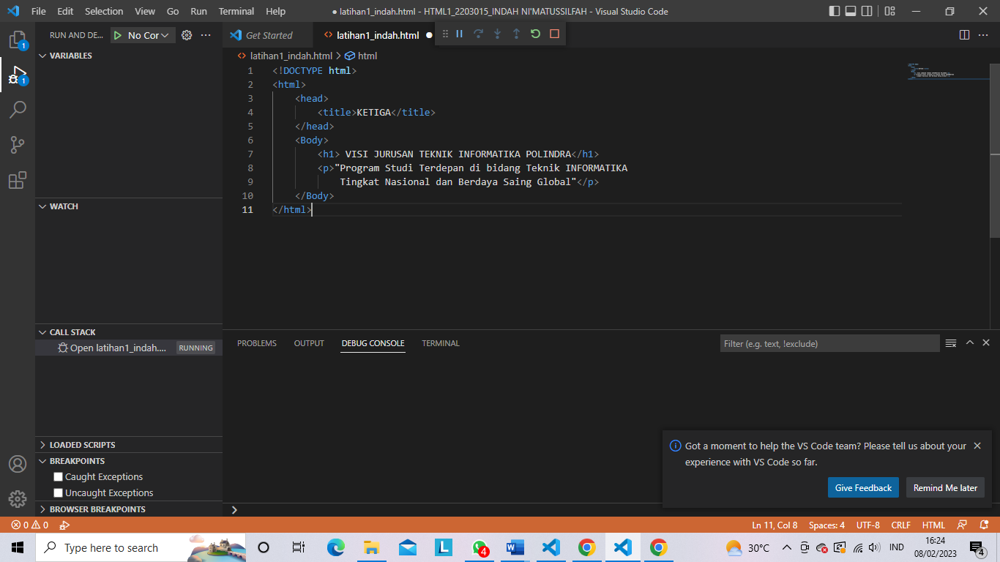 File Edit Selection View Go Run Terminal Help
● latihan1_indah.html - HTML1_2203015_INDAH NI'MATUSSILFAH - Visual Studio Code
RUN AND DE... No Cor
Get Started
latihan1_indah.html
latihan1_indah.html > html
VARIABLES
WATCH
CALL STACK
Open latihan1_indah.... RUNNING
LOADED SCRIPTS
BREAKPOINTS
Caught Exceptions
Uncaught Exceptions
BROWSER BREAKPOINTS
1
1
1 <!DOCTYPE html>
2 <html>
3 <head>
4 <title>KETIGA</title>
5 </head>
6 <Body>
7 <h1> VISI JURUSAN TEKNIK INFORMATIKA POLINDRA</h1>
8 <p>"Program Studi Terdepan di bidang Teknik INFORMATIKA
9 Tingkat Nasional dan Berdaya Saing Global"</p>
10 </Body>
11 </html>
PROBLEMS OUTPUT DEBUG CONSOLE TERMINAL
Filter (e.g. text, !exclude)
Got a moment to help the VS Code team? Please tell us about your
experience with VS Code so far.
Give Feedback Remind Me later
0 0
Ln 11, Col 8 Spaces: 4 UTF-8 CRLF HTML
Type here to search
L
4
W
30°C
IND
16:24
08/02/2023
4